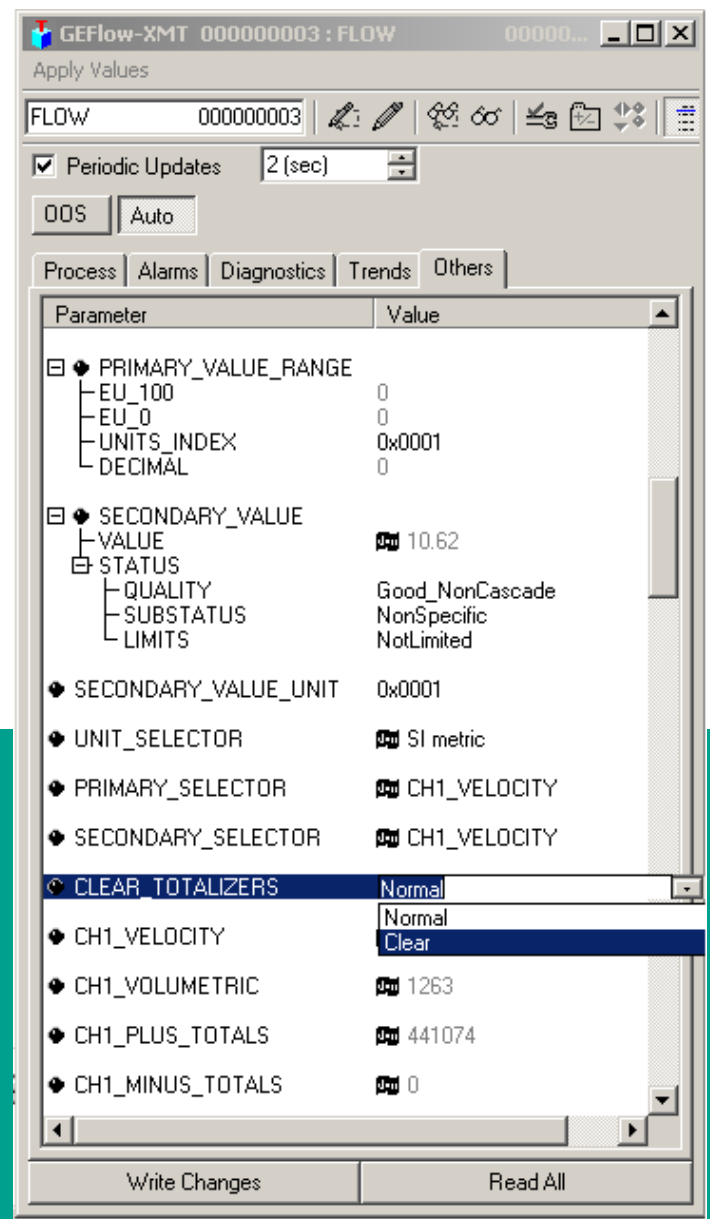 GEFlow-XMT 000000003 : FLOW 00000...
Apply Values
FLOW 000000003
Periodic Updates 2 (sec)
OOS Auto
Process Alarms Diagnostics Trends Others
Parameter Value
PRIMARY_VALUE_RANGE
EU_100 0
EU_0 0
UNITS_INDEX 0x0001
DECIMAL 0
SECONDARY_VALUE
VALUE 10.62
STATUS
QUALITY Good_NonCascade
SUBSTATUS NonSpecific
LIMITS NotLimited
SECONDARY_VALUE_UNIT 0x0001
UNIT_SELECTOR SI metric
PRIMARY_SELECTOR CH1_VELOCITY
SECONDARY_SELECTOR CH1_VELOCITY
CLEAR_TOTALIZERS Normal
Normal
CH1_VELOCITY Clear
CH1_VOLUMETRIC 1263
CH1_PLUS_TOTALS 441074
CH1_MINUS_TOTALS 0
Write Changes Read All